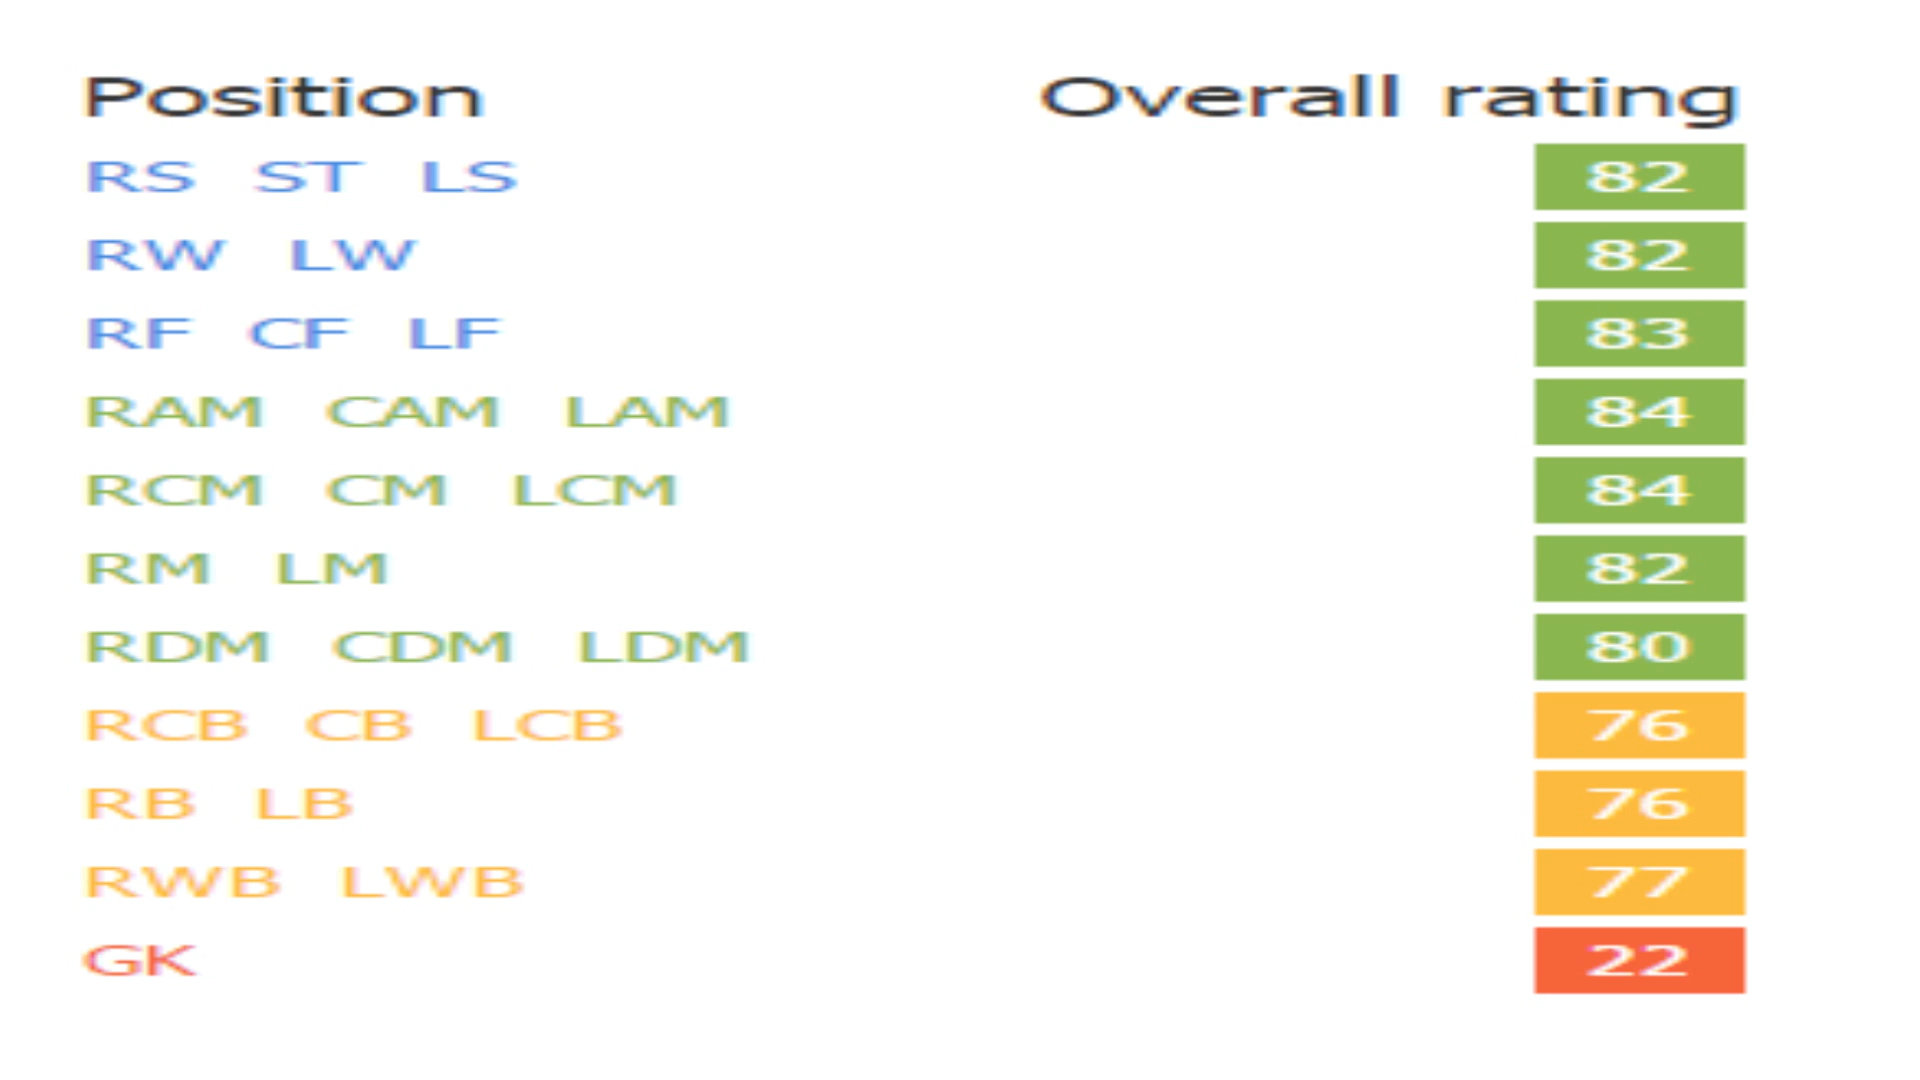 Position Overall rating
RS ST LS 82
RW LW 82
RF CF LF 83
RAM CAM LAM 84
RCM CM LCM 84
RM LM 82
RDM CDM LDM 80
RCB CB LCB 76
RB LB 76
RWB LWB 77
GK 22